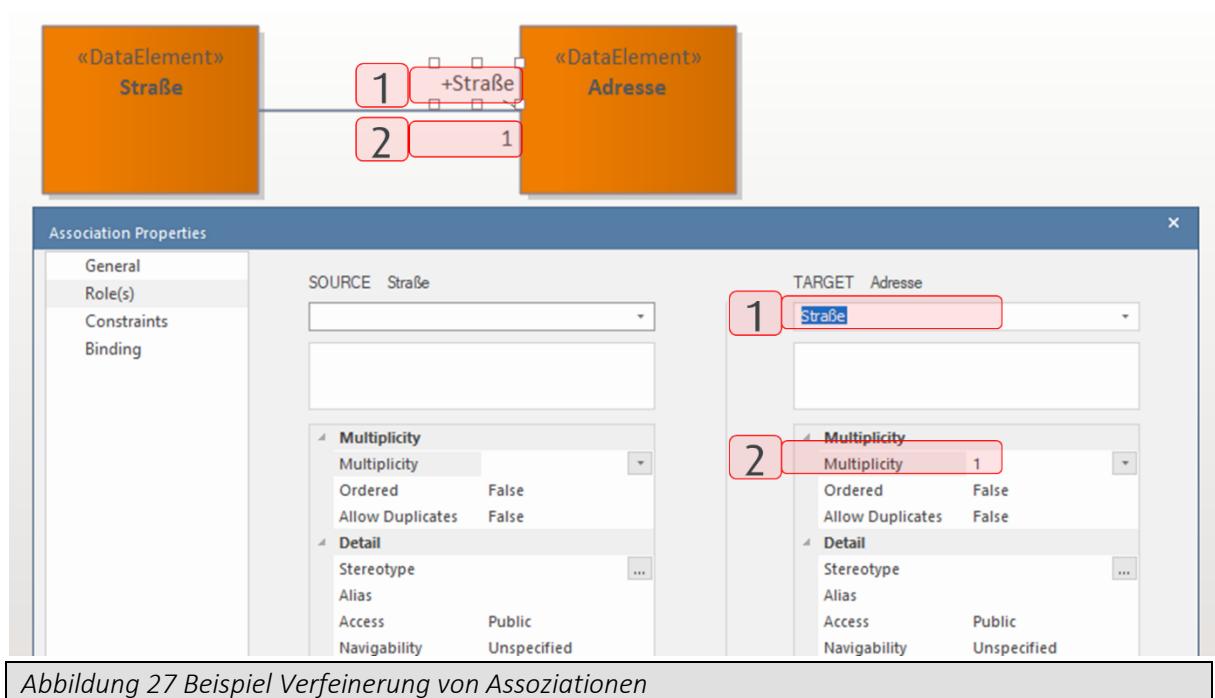 «DataElement»
Straße
1
+Straße
2
1
«DataElement»
Adresse
Association Properties
×
General
Role(s)
Constraints
Binding
SOURCE Straße
Multiplicity
Multiplicity
Ordered False
Allow Duplicates False
Detail
Stereotype ...
Alias
Access Public
Navigability Unspecified
TARGET Adresse
1
Straße
2
Multiplicity
Multiplicity 1
Ordered False
Allow Duplicates False
Detail
Stereotype ...
Alias
Access Public
Navigability Unspecified
Abbildung 27 Beispiel Verfeinerung von Assoziationen